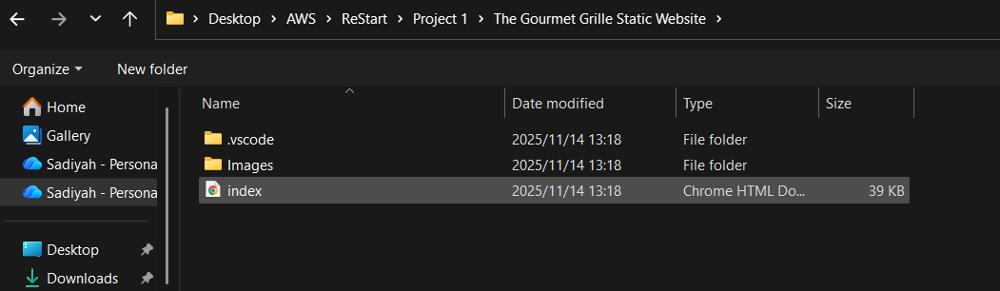 Desktop > AWS > ReStart > Project 1 > The Gourmet Grille Static Website >
Organize New folder
Name Date modified Type Size
Home
Gallery
Sadiyah - Persona
Sadiyah - Persona
Desktop
Downloads
.vscode 2025/11/14 13:18 File folder
Images 2025/11/14 13:18 File folder
index 2025/11/14 13:18 Chrome HTML Do... 39 KB